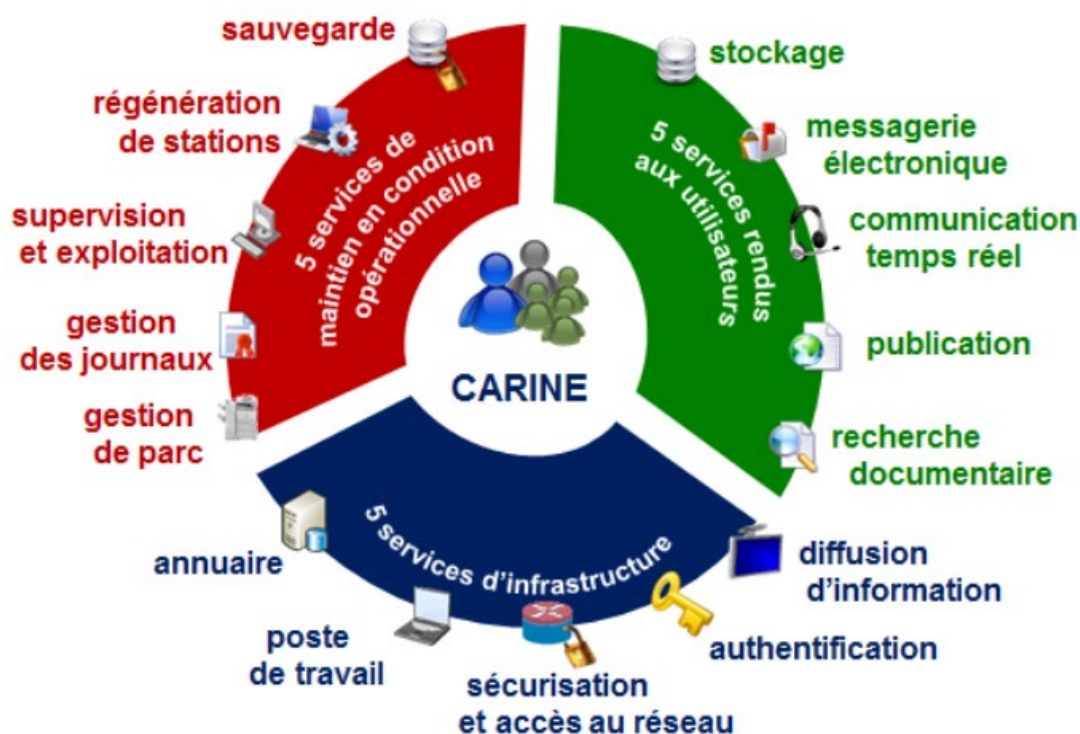 sauvegarde
régénération
de stations
supervision
et exploitation
gestion
des journaux
gestion
de parc
5 services de
maintien en condition
opérationnelle
stockage
messagerie
électronique
communication
temps réel
publication
recherche
documentaire
5 services rendus
aux utilisateurs
CARINE
5 services d'infrastructure
annuaire
poste
de travail
sécurisation
et accès au réseau
authentification
diffusion
d'information